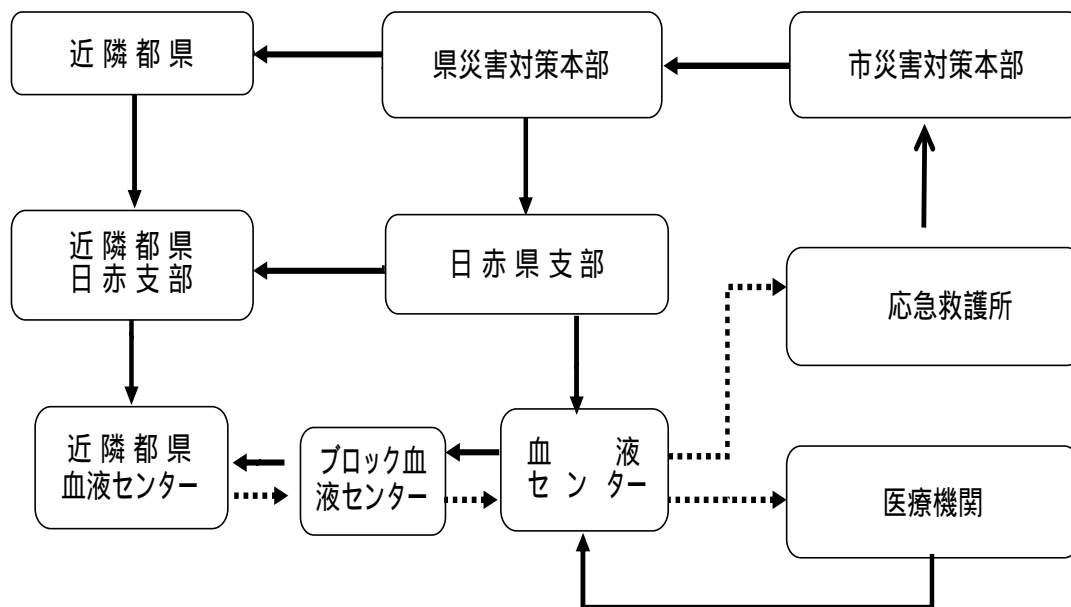 近隣都県
県災害対策本部
市災害対策本部
近隣都県
日赤支部
日赤県支部
応急救護所
近隣都県
血液センター
ブロック血
液センター
血液
センター
医療機関